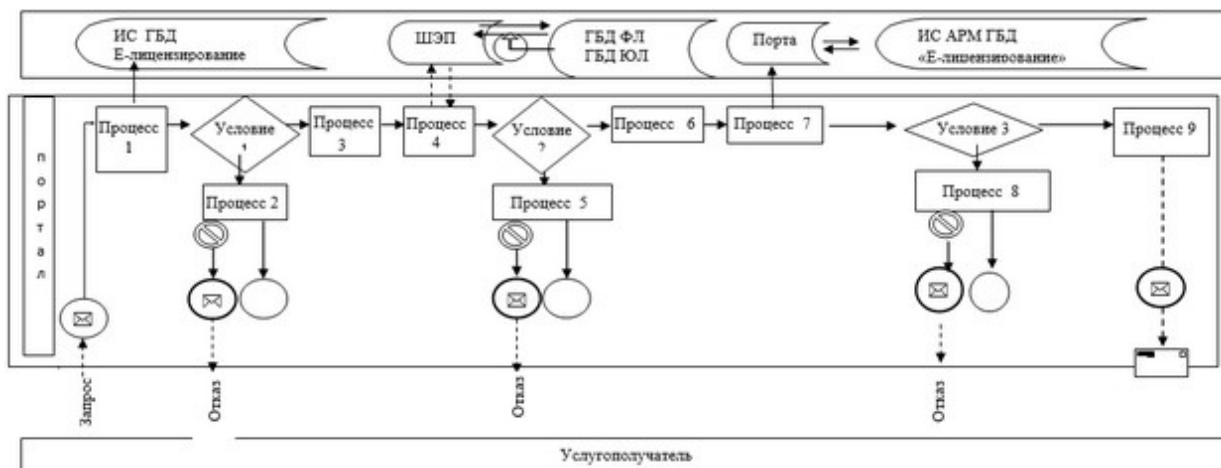 ИС ГБД
Е-лицензирование
ШЭП
ГБД ФЛ
ГБД ЮЛ
Порта
ИС АРМ ГБД
«Е-лицензирование»
портал
Процесс
1
Условие
Процесс
3
Процесс
4
Условие
Процесс 6
Процесс 7
Условие 3
Процесс 9
Процесс 2
Процесс 5
Процесс 8
Запрос
Отказ
Отказ
Отказ
Услугополучатель